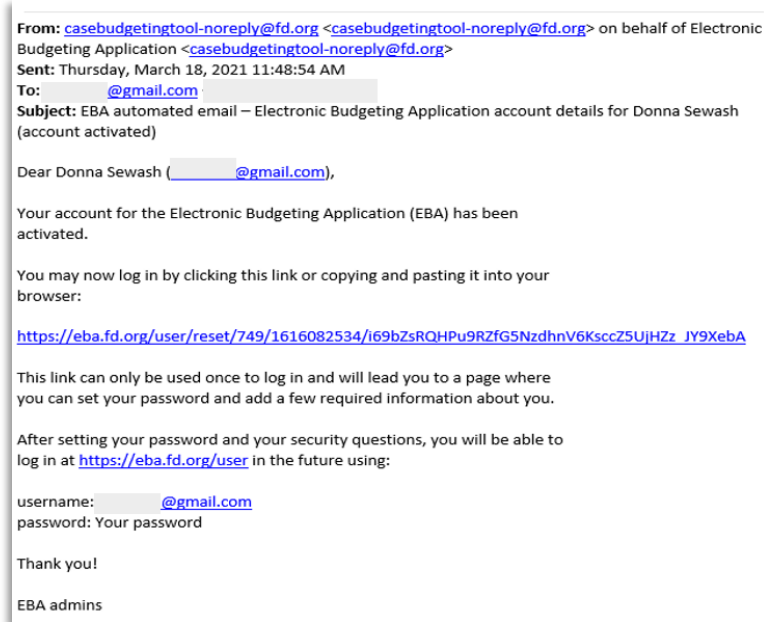 From: casebudgetingtool-noreply@fd.org <casebudgetingtool-noreply@fd.org> on behalf of Electronic
Budgeting Application <casebudgetingtool-noreply@fd.org>
Sent: Thursday, March 18, 2021 11:48:54 AM
To: @gmail.com
Subject: EBA automated email – Electronic Budgeting Application account details for Donna Sewash
(account activated)
Dear Donna Sewash ( @gmail.com),
Your account for the Electronic Budgeting Application (EBA) has been
activated.
You may now log in by clicking this link or copying and pasting it into your
browser:
https://eba.fd.org/user/reset/749/1616082534/i69bZsRQHPu9RZfG5NzdhnV6KsccZ5UjHZz_JY9XebA
This link can only be used once to log in and will lead you to a page where
you can set your password and add a few required information about you.
After setting your password and your security questions, you will be able to
log in at https://eba.fd.org/user in the future using:
username: @gmail.com
password: Your password
Thank you!
EBA admins